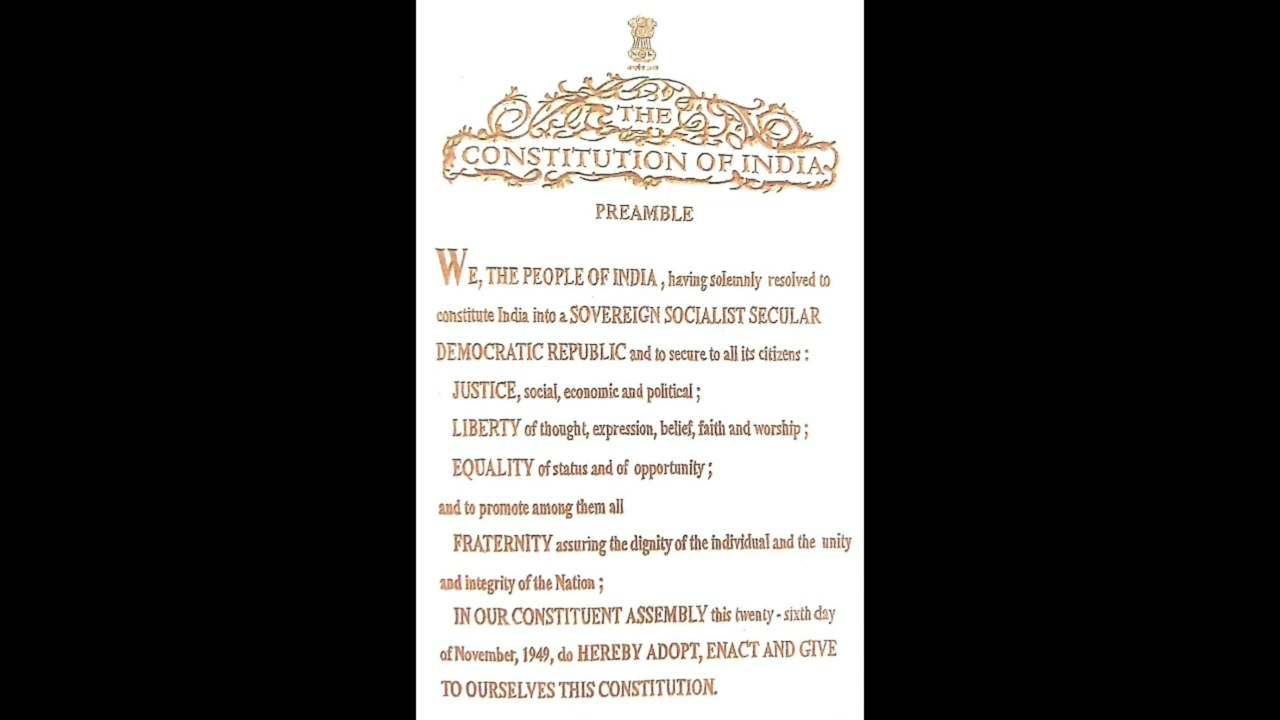 THE
CONSTITUTION OF INDIA
PREAMBLE
WE, THE PEOPLE OF INDIA, having solemnly resolved to
constitute India into a SOVEREIGN SOCIALIST SECULAR
DEMOCRATIC REPUBLIC and to secure to all its citizens :
JUSTICE, social, economic and political ;
LIBERTY of thought, expression, belief, faith and worship ;
EQUALITY of status and of opportunity ;
and to promote among them all
FRATERNITY assuring the dignity of the individual and the unity
and integrity of the Nation ;
IN OUR CONSTITUENT ASSEMBLY this twenty - sixth day
of November, 1949, do HEREBY ADOPT, ENACT AND GIVE
TO OURSELVES THIS CONSTITUTION.